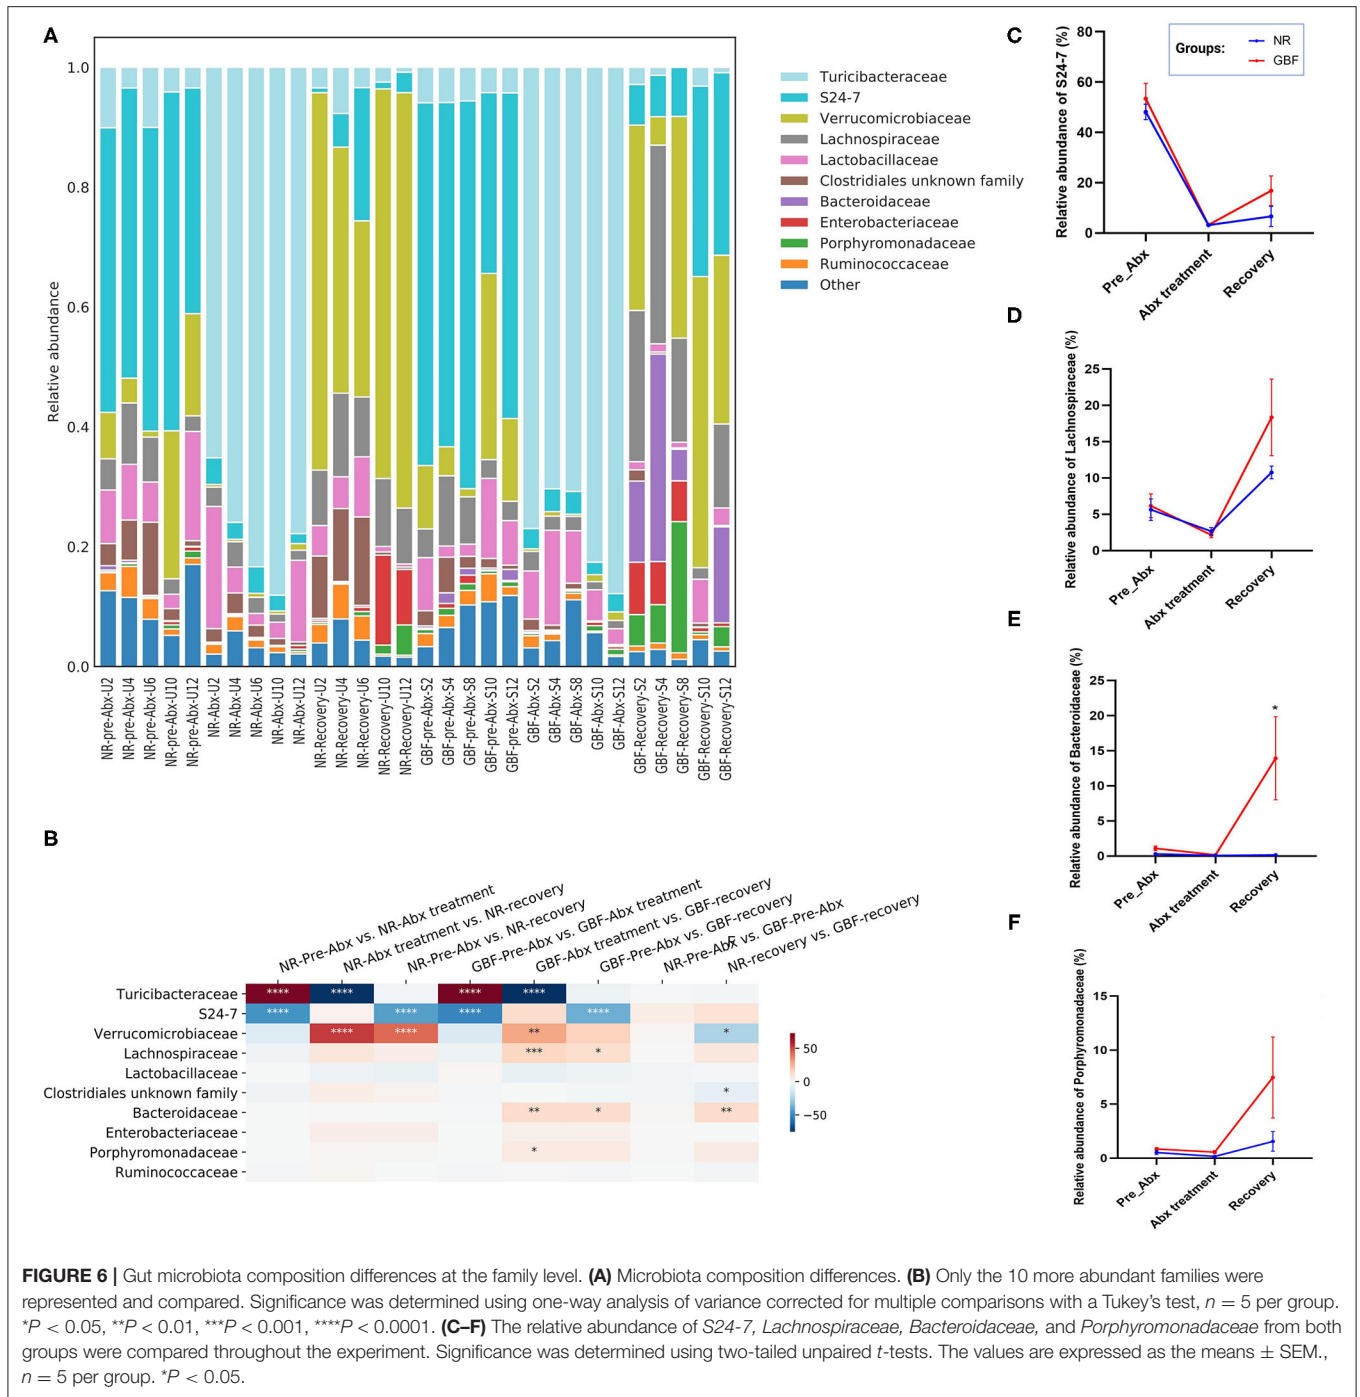 A
1.0
0.8
0.6
0.4
0.2
0.0
Relative abundance
NR-pre-Abx-U2
NR-pre-Abx-U4
NR-pre-Abx-U6
NR-pre-Abx-U10
NR-pre-Abx-U12
NR-Abx-U2
NR-Abx-U4
NR-Abx-U6
NR-Abx-U10
NR-Abx-U12
NR-Recovery-U2
NR-Recovery-U4
NR-Recovery-U6
NR-Recovery-U10
NR-Recovery-U12
GBF-pre-Abx-S2
GBF-pre-Abx-S4
GBF-pre-Abx-S8
GBF-pre-Abx-S10
GBF-pre-Abx-S12
GBF-Abx-S2
GBF-Abx-S4
GBF-Abx-S8
GBF-Abx-S10
GBF-Abx-S12
GBF-Recovery-S2
GBF-Recovery-S4
GBF-Recovery-S8
GBF-Recovery-S10
GBF-Recovery-S12
Turicibacteraceae
S24-7
Verrucomicrobiaceae
Lachnospiraceae
Lactobacillaceae
Clostridiales unknown family
Bacteroidaceae
Enterobacteriaceae
Porphyromonadaceae
Ruminococcaceae
Other
B
NR-Pre-Abx vs. NR-Abx treatment
NR-Abx treatment vs. NR-recovery
NR-Pre-Abx vs. NR-recovery
GBF-Pre-Abx vs. GBF-Abx treatment
GBF-Abx treatment vs. GBF-recovery
GBF-Pre-Abx vs. GBF-recovery
NR-Pre-Abx vs. GBF-Pre-Abx
NR-recovery vs. GBF-recovery
Turicibacteraceae **** **** **** ****
S24-7 **** **** **** ****
Verrucomicrobiaceae **** **** ** *
Lachnospiraceae *** *
Lactobacillaceae
Clostridiales unknown family *
Bacteroidaceae ** * **
Enterobacteriaceae
Porphyromonadaceae *
Ruminococcaceae
50
0
−50
C
Groups:
NR
GBF
Relative abundance of S24-7 (%)
80
60
40
20
0
Pre_Abx
Abx treatment
Recovery
D
Relative abundance of Lachnospiraceae (%)
25
20
15
10
5
0
Pre_Abx
Abx treatment
Recovery
E
Relative abundance of Bacteroidaceae (%)
25
20
15
10
5
0
*
Pre_Abx
Abx treatment
Recovery
F
Relative abundance of Porphyromonadaceae (%)
15
10
5
0
Pre_Abx
Abx treatment
Recovery
FIGURE 6 | Gut microbiota composition differences at the family level. (A) Microbiota composition differences. (B) Only the 10 more abundant families were
represented and compared. Significance was determined using one-way analysis of variance corrected for multiple comparisons with a Tukey's test, n = 5 per group.
*P < 0.05, **P < 0.01, ***P < 0.001, ****P < 0.0001. (C–F) The relative abundance of S24-7, Lachnospiraceae, Bacteroidaceae, and Porphyromonadaceae from both
groups were compared throughout the experiment. Significance was determined using two-tailed unpaired t-tests. The values are expressed as the means ± SEM.,
n = 5 per group. *P < 0.05.